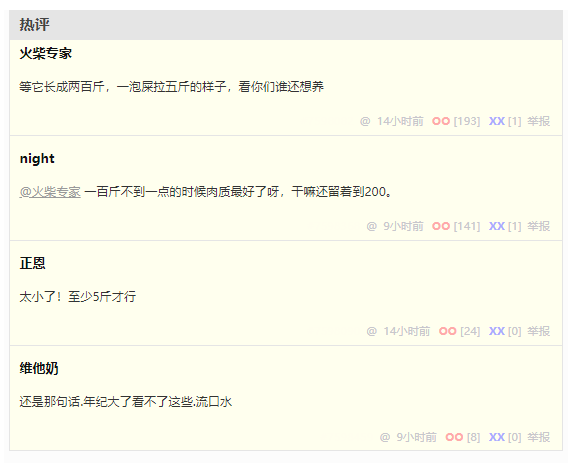 热评
火柴专家
等它长成两百斤，一泡屎拉五斤的样子，看你们谁还想养
@ 14小时前 OO [193] XX [1] 举报
night
@火柴专家 一百斤不到一点的时候肉质最好了呀，干嘛还留着到200。
@ 9小时前 OO [141] XX [1] 举报
正恩
太小了！至少5斤才行
@ 14小时前 OO [24] XX [0] 举报
维他奶
还是那句话.年纪大了看不了这些.流口水
@ 9小时前 OO [8] XX [0] 举报